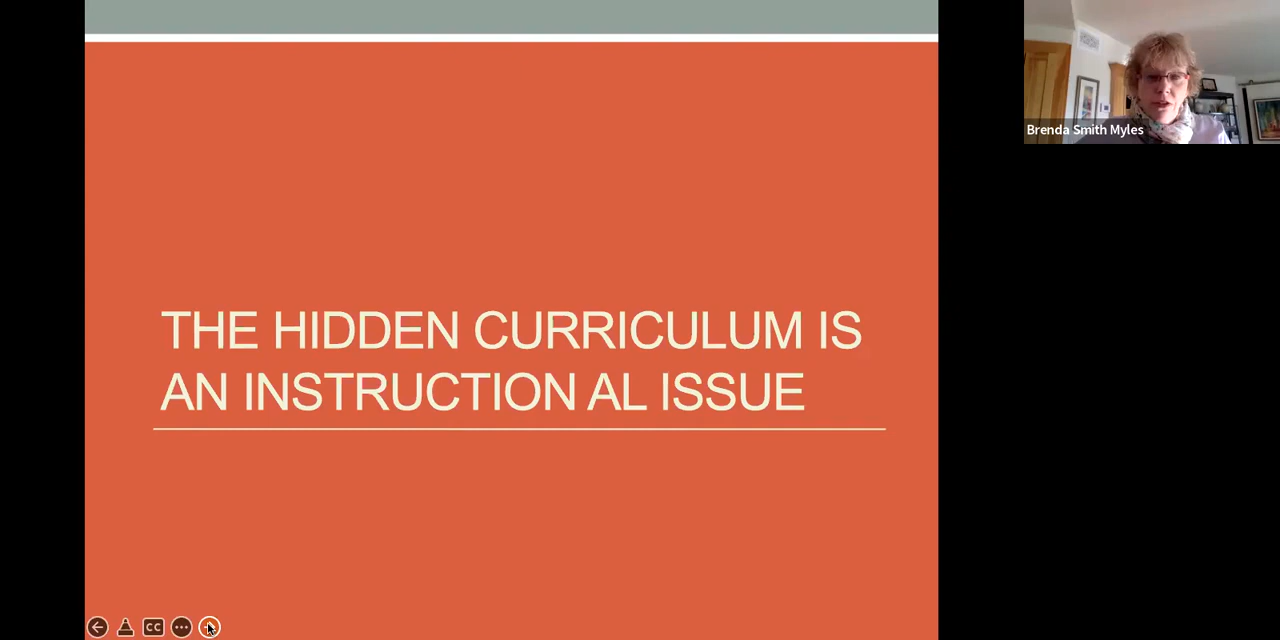 Brenda Smith Myles
THE HIDDEN CURRICULUM IS
AN INSTRUCTION AL ISSUE
CC